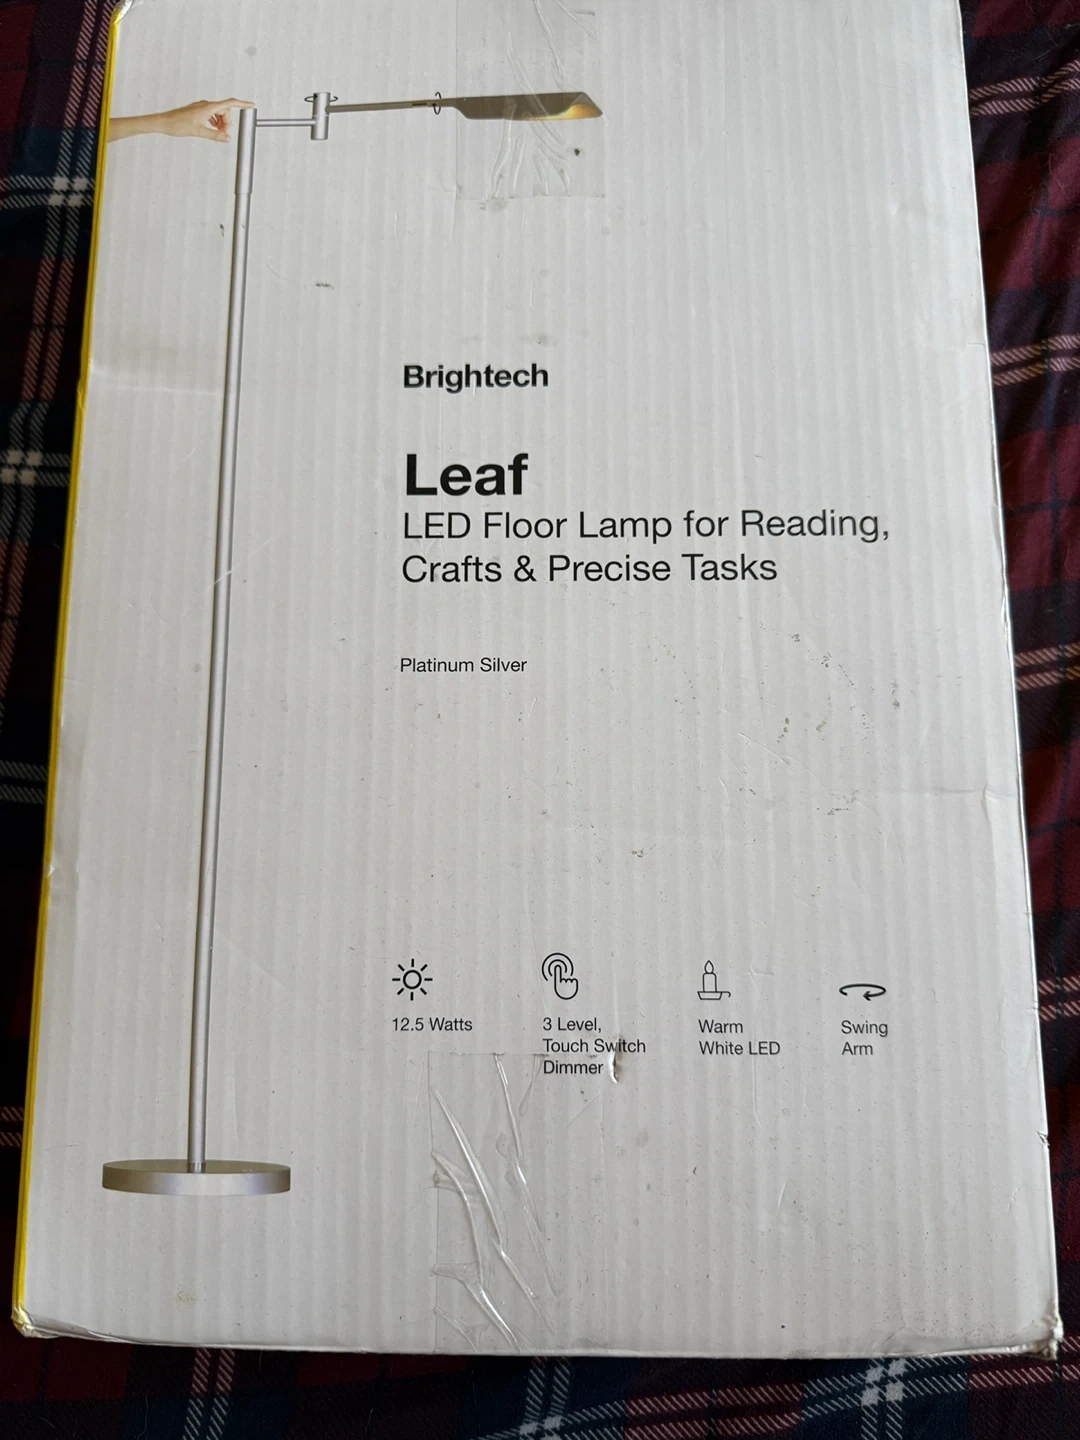 Brightech
Leaf
LED Floor Lamp for Reading,
Crafts & Precise Tasks
Platinum Silver
12.5 Watts
3 Level,
Touch Switch
Dimmer
Warm
White LED
Swing
Arm